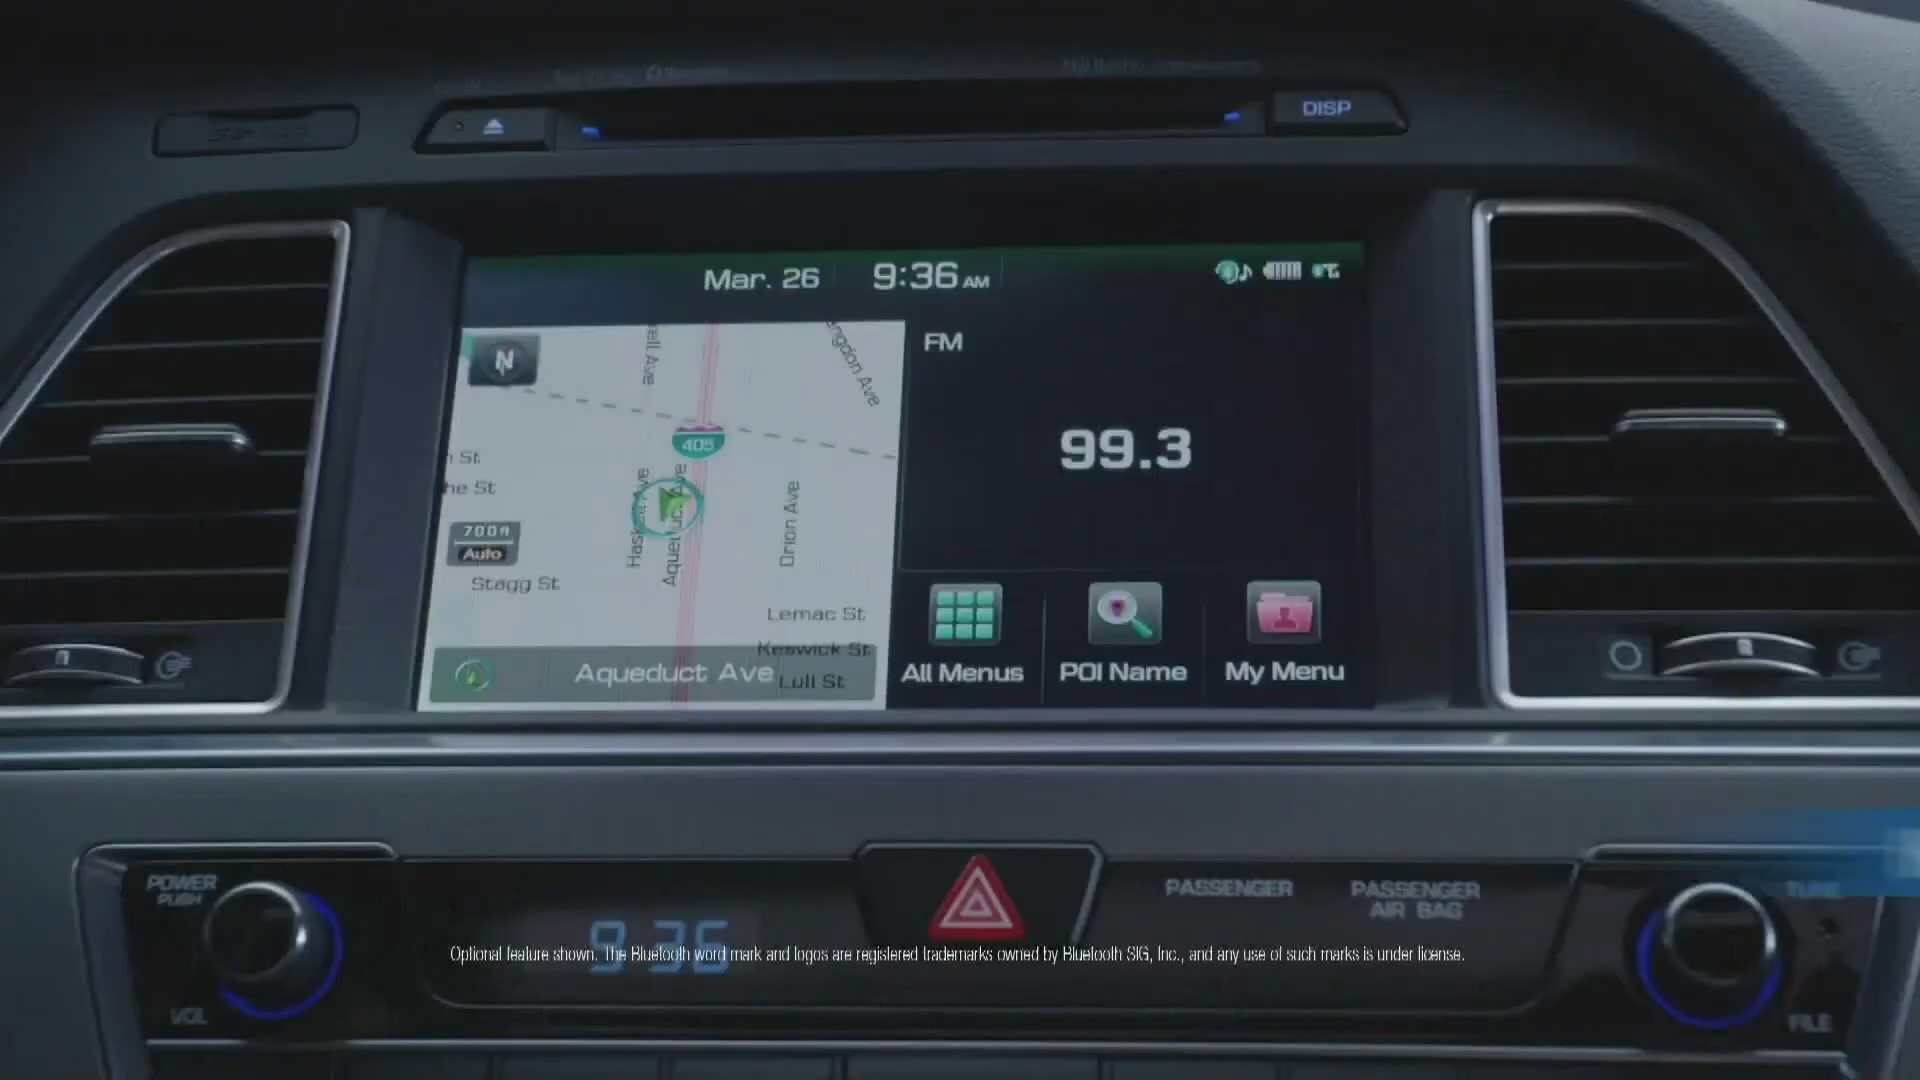 DISP
Mar. 26
9:36 AM
N
FM
99.3
405
Orion Ave
Aqueduct Ave
Stagg St
Lemac St
Keswick St
Lull St
Auto
Aqueduct Ave
All Menus
POI Name
My Menu
POWER
PUSH
VOL
9:36
PASSENGER
PASSENGER
AIR BAG
TUNE
FILE
Optional feature shown. The Bluetooth word mark and logos are registered trademarks owned by Bluetooth SIG, Inc., and any use of such marks is under license.